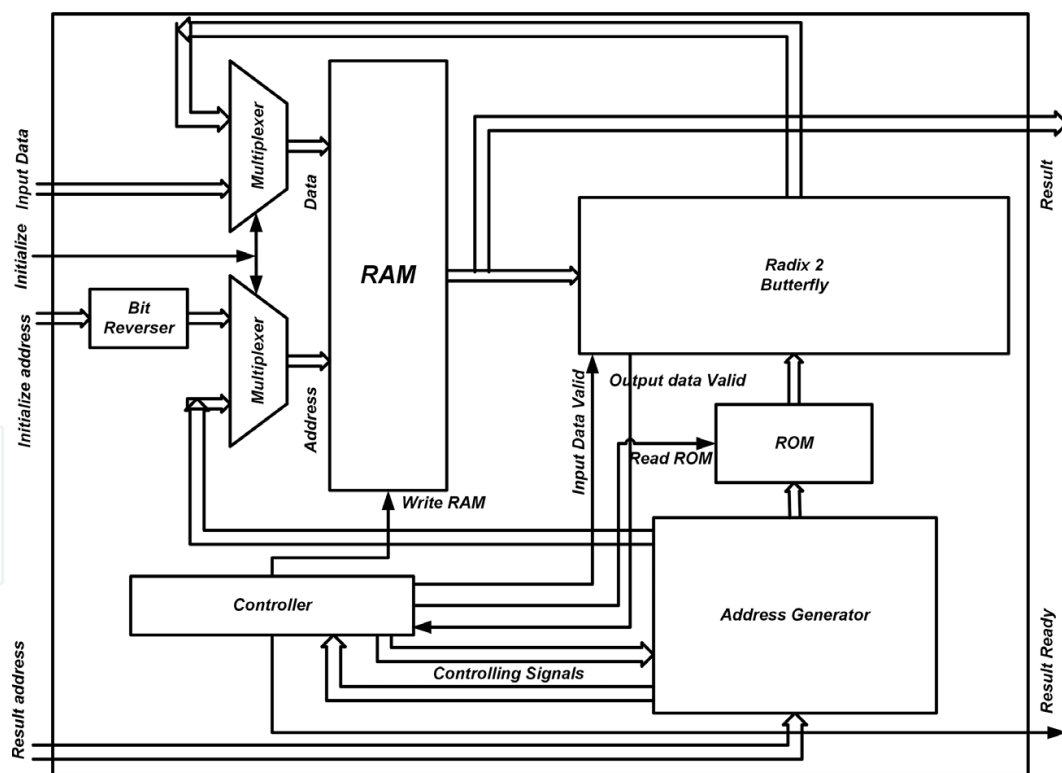 Input Data
Initialize
Initialize address
Result address
Multiplexer
Data
RAM
Result
Radix 2
Butterfly
Bit
Reverser
Multiplexer
Address
Input Data Valid
Output data Valid
ROM
Read ROM
Write RAM
Controller
Address Generator
Controlling Signals
Result Ready